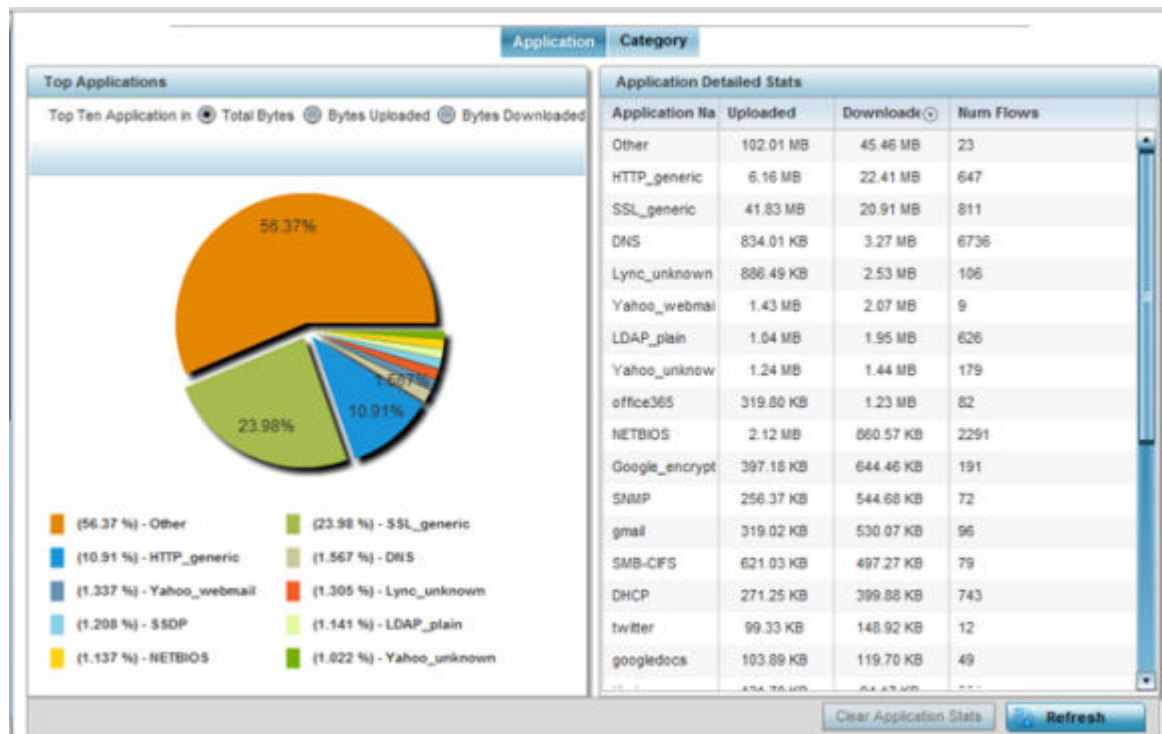 Application Category
Top Applications
Top Ten Application in Total Bytes Bytes Uploaded Bytes Downloaded
56.37%
1.567%
10.91%
23.98%
(56.37 %) - Other (23.98 %) - SSL_generic
(10.91 %) - HTTP_generic (1.567 %) - DNS
(1.337 %) - Yahoo_webmail (1.305 %) - Lync_unknown
(1.208 %) - SSDP (1.141 %) - LDAP_plain
(1.137 %) - NETBIOS (1.022 %) - Yahoo_unknown
Application Detailed Stats
Application Na Uploaded Downloade Num Flows
Other 102.01 MB 45.46 MB 23
HTTP_generic 6.16 MB 22.41 MB 647
SSL_generic 41.83 MB 20.91 MB 811
DNS 834.01 KB 3.27 MB 6736
Lync_unknown 886.49 KB 2.53 MB 106
Yahoo_webmai 1.43 MB 2.07 MB 9
LDAP_plain 1.04 MB 1.95 MB 626
Yahoo_unknow 1.24 MB 1.44 MB 179
office365 319.80 KB 1.23 MB 82
NETBIOS 2.12 MB 860.57 KB 2291
Google_encrypt 397.18 KB 644.46 KB 191
SNMP 256.37 KB 544.68 KB 72
gmail 319.02 KB 530.07 KB 96
SMB-CIFS 621.03 KB 497.27 KB 79
DHCP 271.25 KB 399.88 KB 743
twitter 99.33 KB 148.92 KB 12
googledocs 103.89 KB 119.70 KB 49
Clear Application Stats Refresh